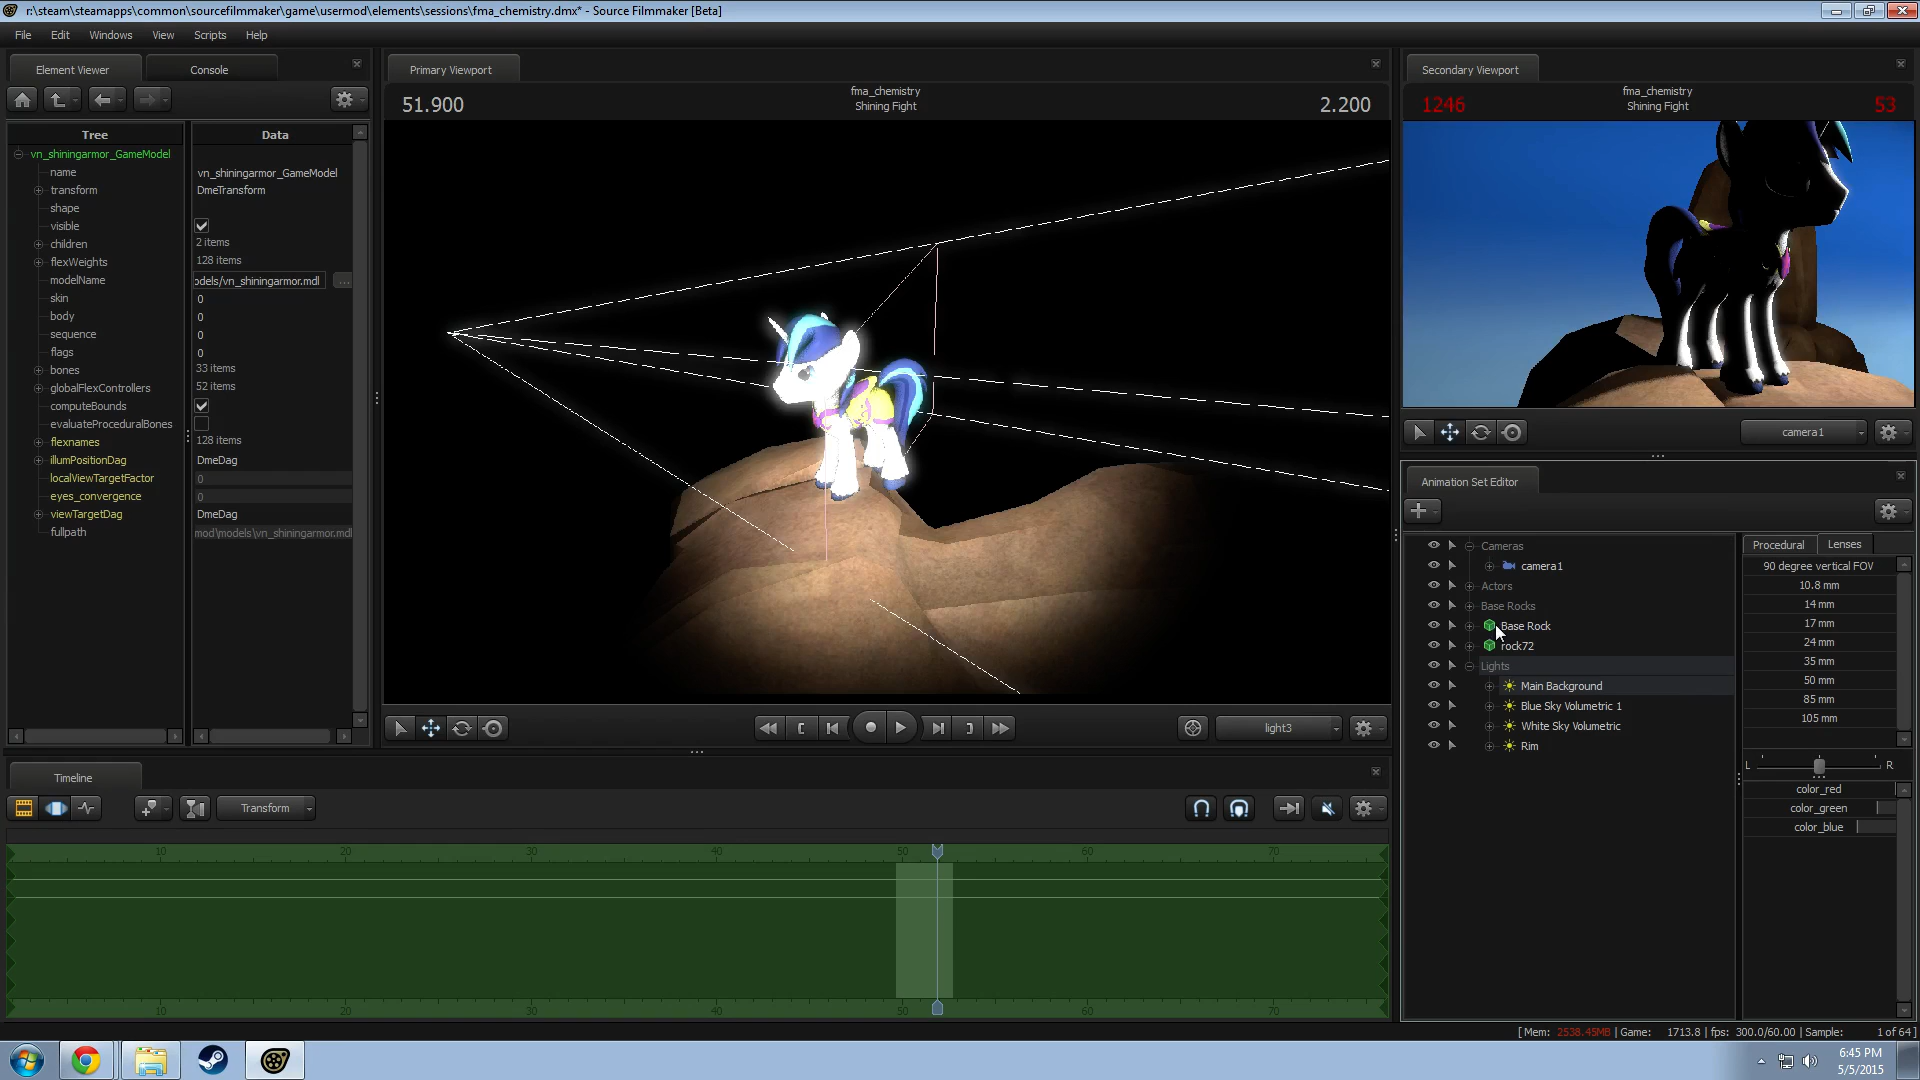 r:\steam\steamapps\common\sourcefilmmaker\game\usermod\elements\sessions\fma_chemistry.dmx* - Source Filmmaker [Beta]
File Edit Windows View Scripts Help
Element Viewer Console
Tree Data
vn_shiningarmor_GameModel
name vn_shiningarmor_GameModel
transform DmeTransform
shape
visible
children 2 items
flexWeights 128 items
modelName odels/vn_shiningarmor.mdl ...
skin 0
body 0
sequence 0
flags 0
bones 33 items
globalFlexControllers 52 items
computeBounds
evaluateProceduralBones
flexnames 128 items
illumPositionDag DmeDag
localViewTargetFactor 0
eyes_convergence 0
viewTargetDag DmeDag
fullpath mod\models\vn_shiningarmor.mdl
Primary Viewport
51.900 fma_chemistry 2.200
Shining Fight
light3
Secondary Viewport
1246 fma_chemistry 53
Shining Fight
camera1
Animation Set Editor
Cameras
camera1
Actors
Base Rocks
Base Rock
rock72
Lights
Main Background
Blue Sky Volumetric 1
White Sky Volumetric
Rim
Procedural Lenses
90 degree vertical FOV
10.8 mm
14 mm
17 mm
24 mm
35 mm
50 mm
85 mm
105 mm
L R
color_red
color_green
color_blue
Timeline
Transform
10 20 30 40 50 60 70
10 20 30 40 50 60 70
[ Mem: 2538.45MB | Game: 1713.8 | fps: 300.0/60.00 | Sample: 1 of 64 ]
6:45 PM
5/5/2015